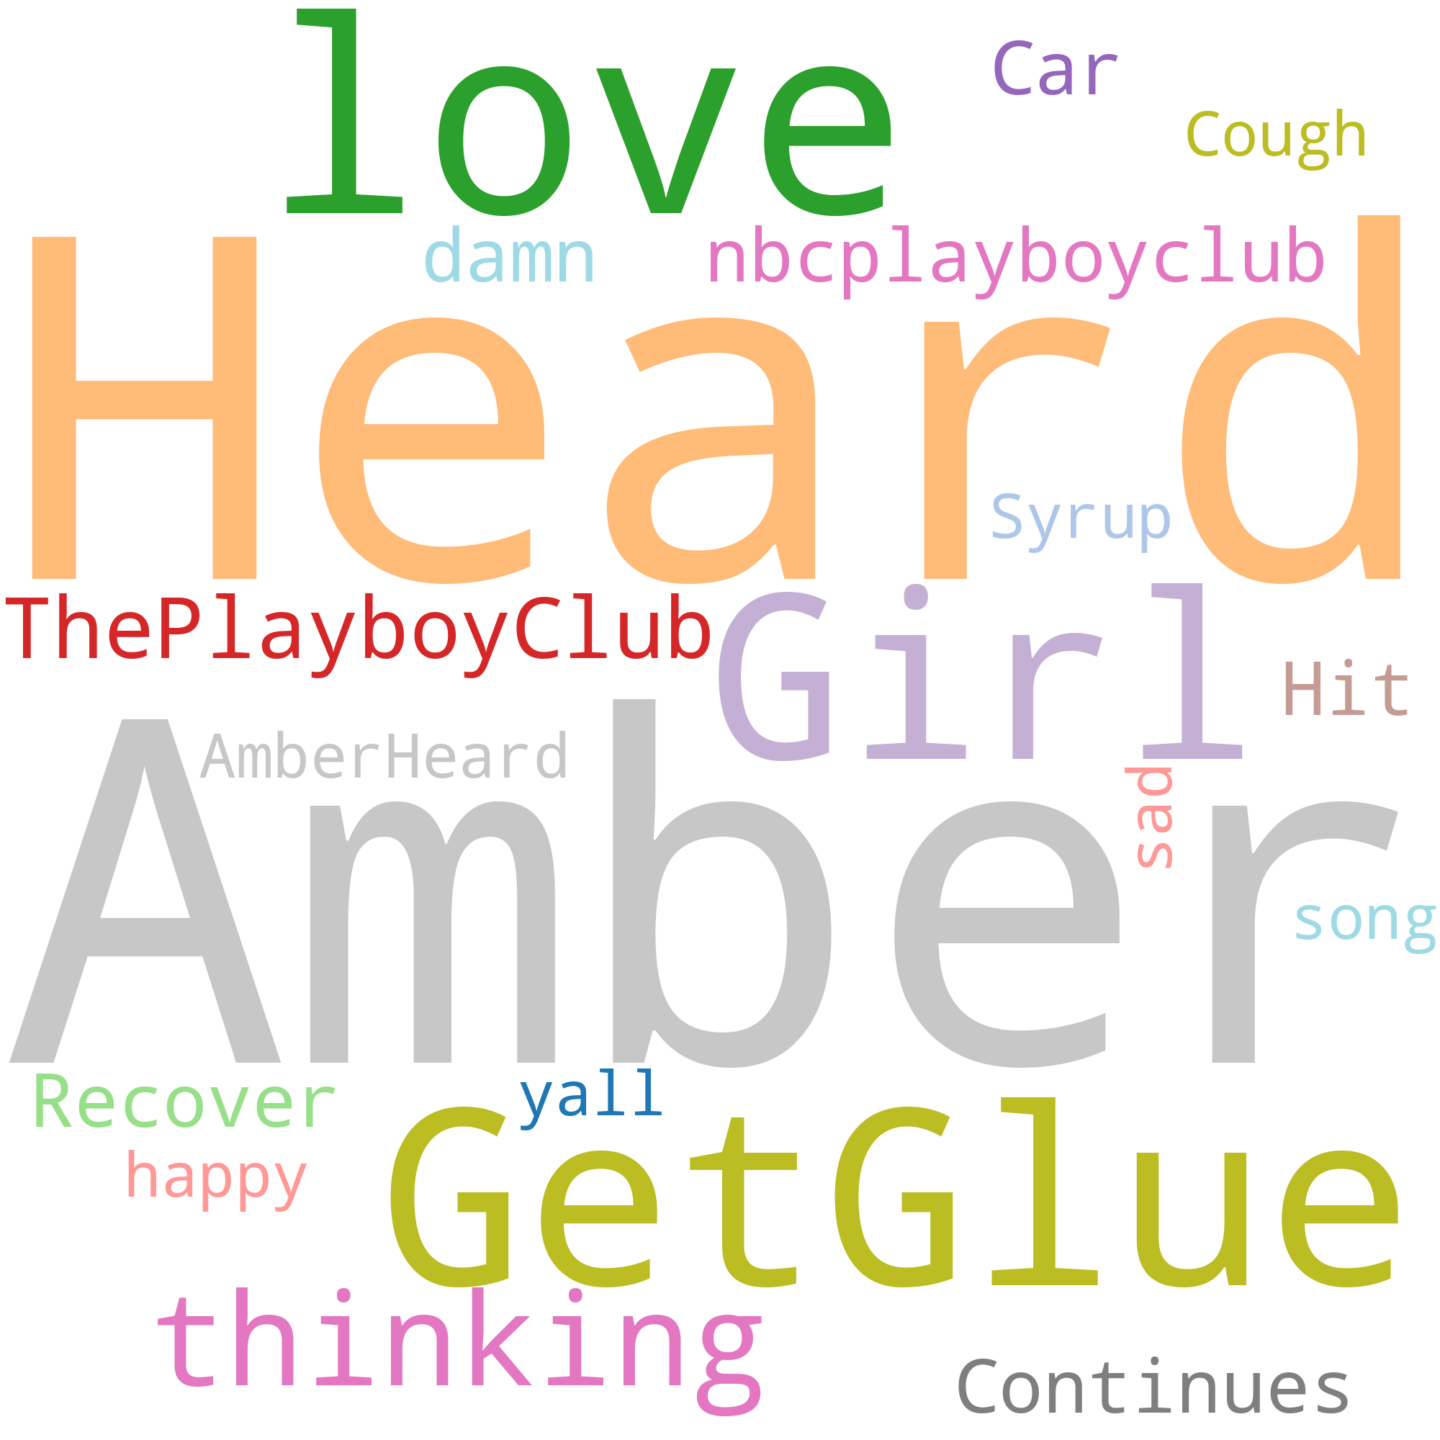 love
Car
Cough
damn
nbcplayboyclub
Heard
Syrup
ThePlayboyClub
Girl
Hit
AmberHeard
Amber
sad
song
Recover
yall
happy
GetGlue
thinking
Continues